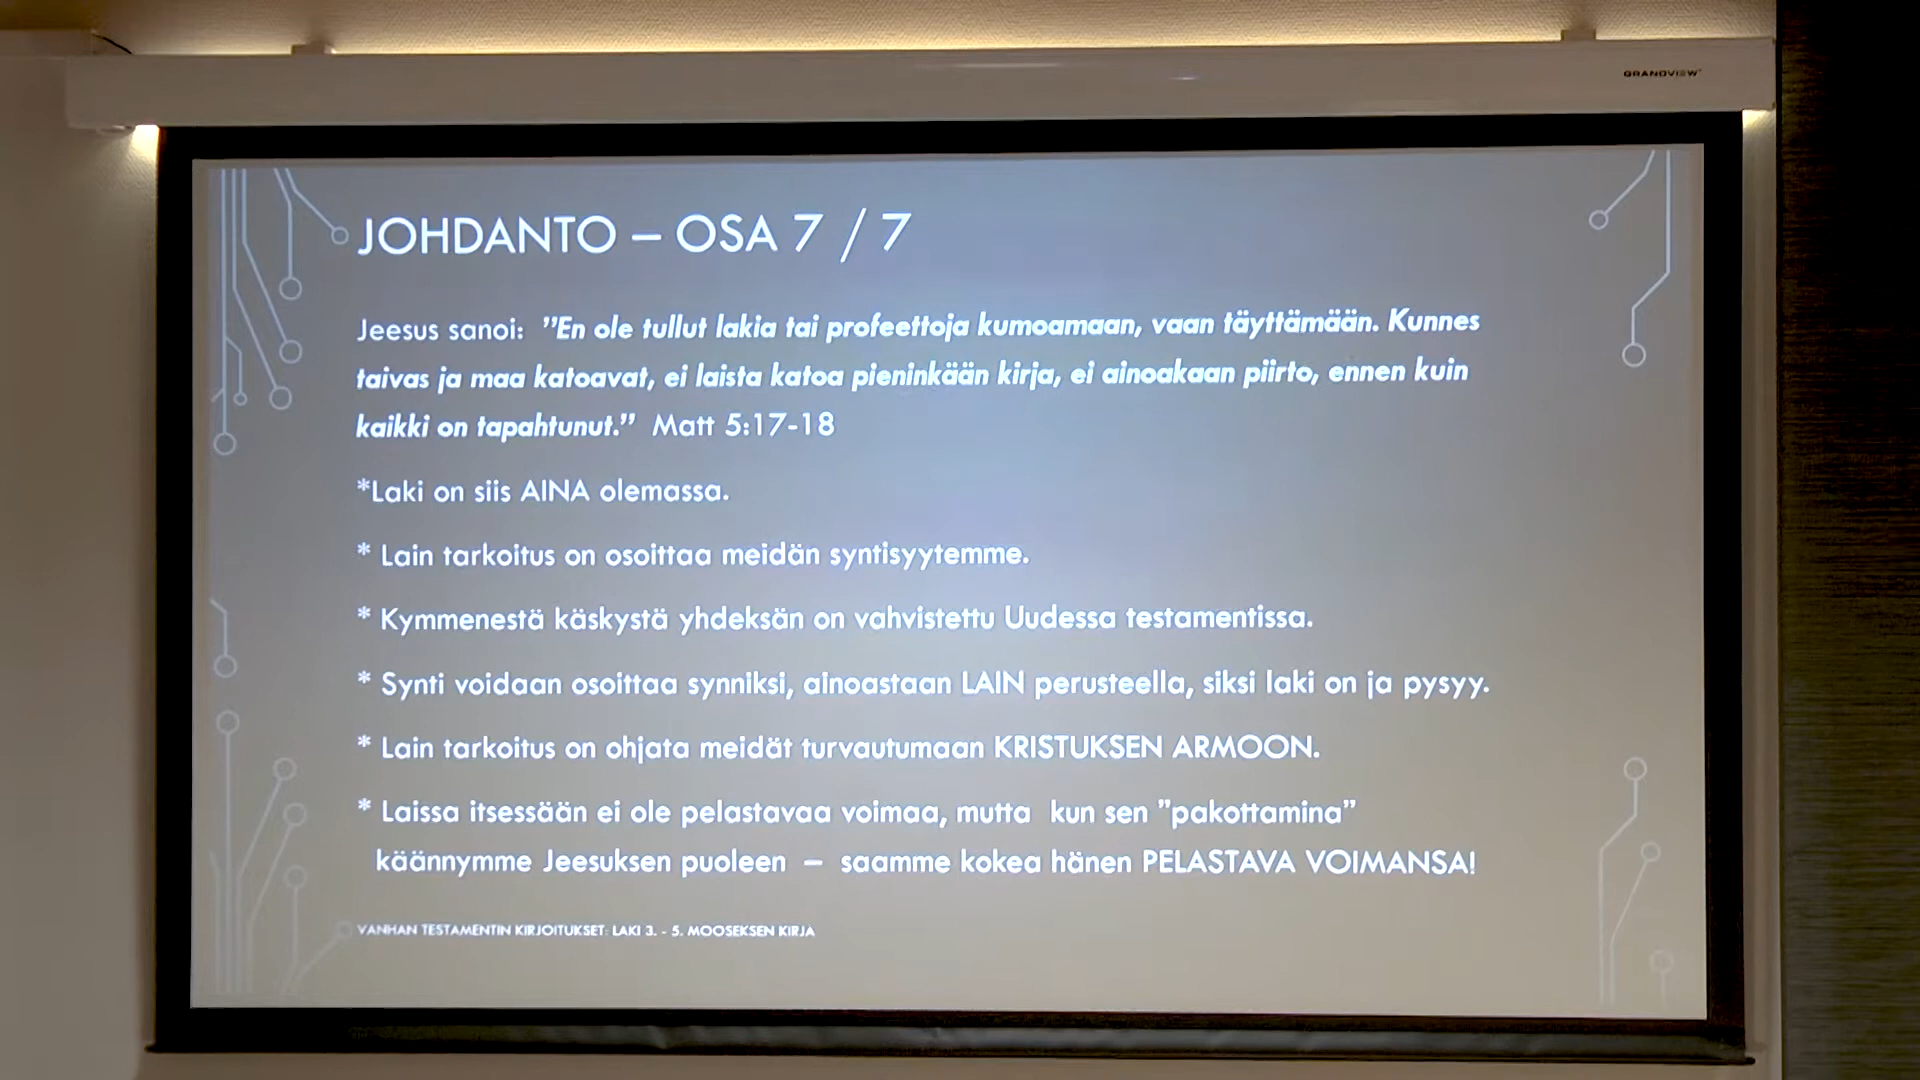 GRANDVIEW
JOHDANTO – OSA 7 / 7
Jeesus sanoi: ”En ole tullut lakia tai profeettoja kumoamaan, vaan täyttämään. Kunnes
taivas ja maa katoavat, ei laista katoa pieninkään kirja, ei ainoakaan piirto, ennen kuin
kaikki on tapahtunut.” Matt 5:17-18
*Laki on siis AINA olemassa.
* Lain tarkoitus on osoittaa meidän syntisyytemme.
* Kymmenestä käskystä yhdeksän on vahvistettu Uudessa testamentissa.
* Synti voidaan osoittaa synniksi, ainoastaan LAIN perusteella, siksi laki on ja pysyy.
* Lain tarkoitus on ohjata meidät turvautumaan KRISTUKSEN ARMOON.
* Laissa itsessään ei ole pelastavaa voimaa, mutta kun sen ”pakottamina”
käännymme Jeesuksen puoleen – saamme kokea hänen PELASTAVA VOIMANSA!
VANHAN TESTAMENTIN KIRJOITUKSET: LAKI 3. - 5. MOOSEKSEN KIRJA